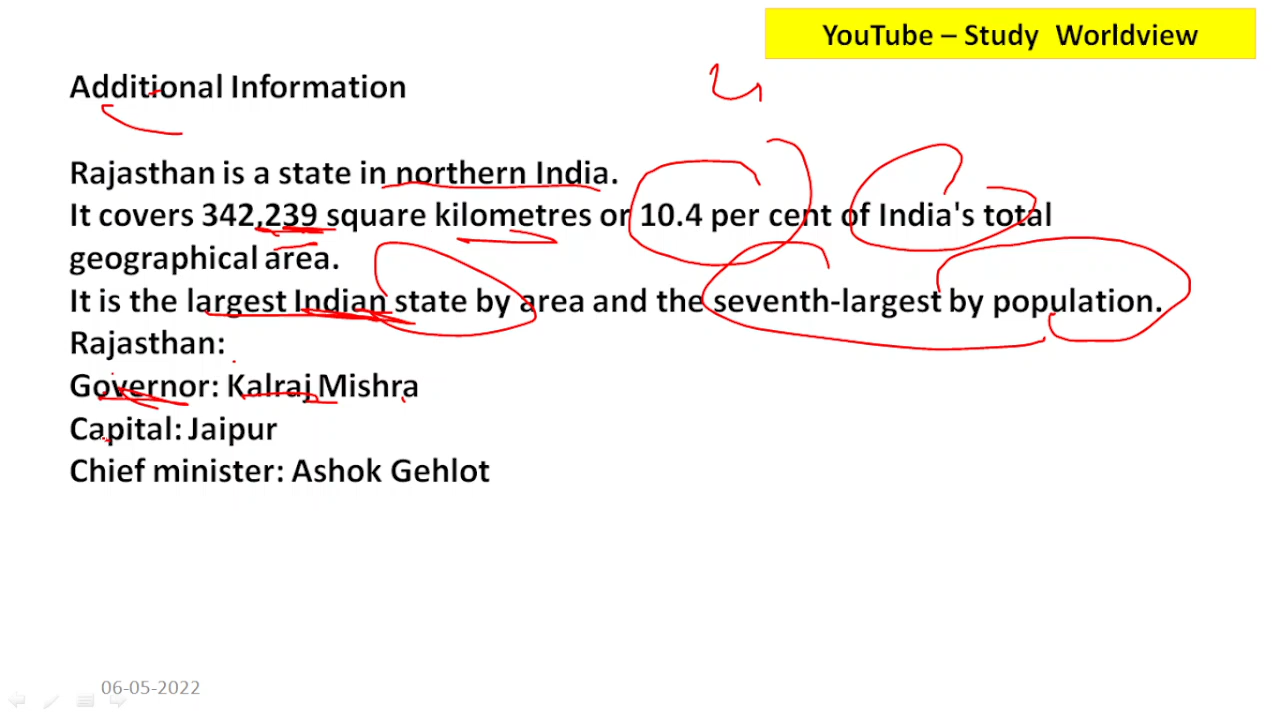 YouTube – Study Worldview
Additional Information
Rajasthan is a state in northern India.
It covers 342,239 square kilometres or 10.4 per cent of India's total
geographical area.
It is the largest Indian state by area and the seventh-largest by population.
Rajasthan:
Governor: Kalraj Mishra
Capital: Jaipur
Chief minister: Ashok Gehlot
06-05-2022